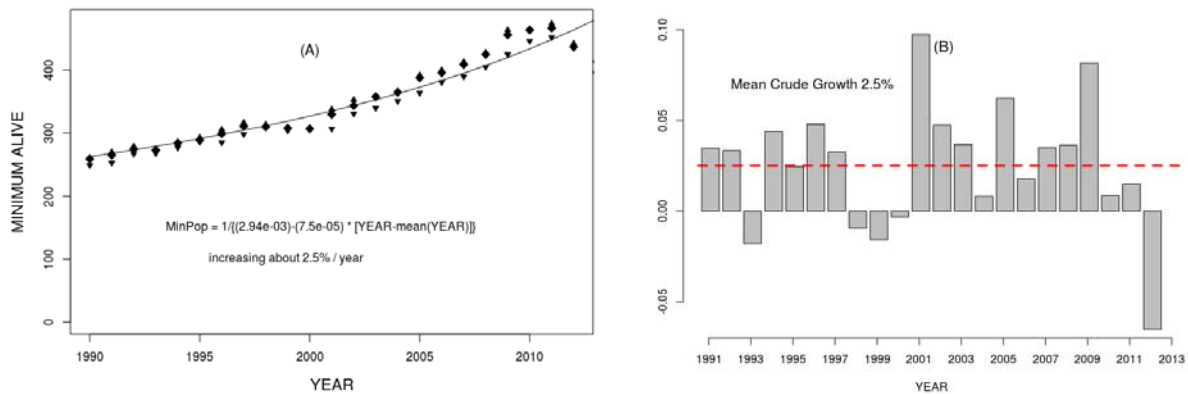 (A)
MINIMUM ALIVE
400
300
200
100
0
MinPop = 1/{(2.94e-03)-(7.5e-05) * [YEAR-mean(YEAR)]}
increasing about 2.5% / year
1990 1995 2000 2005 2010
YEAR
(B)
Mean Crude Growth 2.5%
0.10
0.05
0.00
-0.05
1991 1993 1995 1997 1999 2001 2003 2005 2007 2009 2011 2013
YEAR